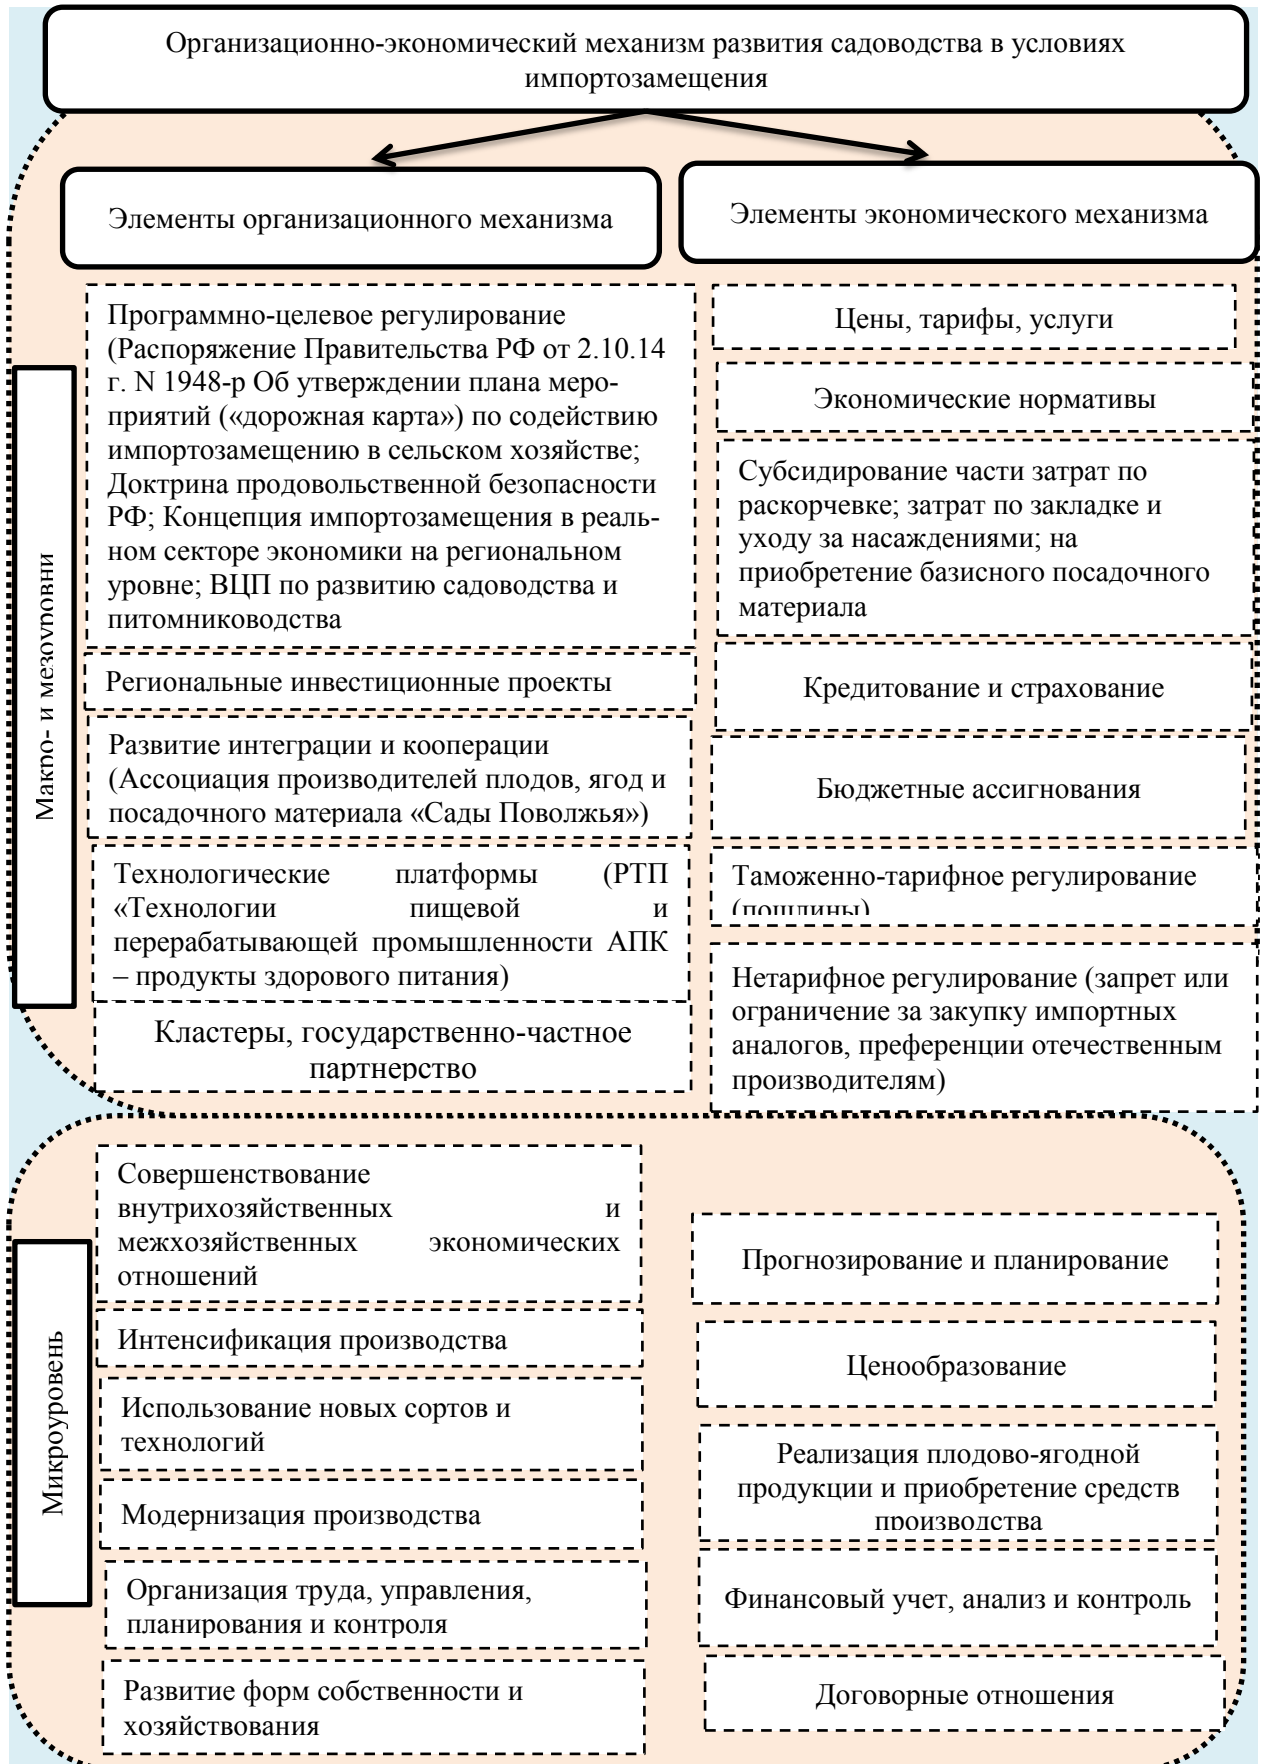 Организационно-экономический механизм развития садоводства в условиях
импортозамещения
Элементы организационного механизма
Элементы экономического механизма
Макро- и мезоуровни
Программно-целевое регулирование
(Распоряжение Правительства РФ от 2.10.14
г. N 1948-р Об утверждении плана меро-
приятий («дорожная карта») по содействию
импортозамещению в сельском хозяйстве;
Доктрина продовольственной безопасности
РФ; Концепция импортозамещения в реаль-
ном секторе экономики на региональном
уровне; ВЦП по развитию садоводства и
питомниководства
Региональные инвестиционные проекты
Развитие интеграции и кооперации
(Ассоциация производителей плодов, ягод и
посадочного материала «Сады Поволжья»)
Технологические платформы (РТП
«Технологии пищевой и
перерабатывающей промышленности АПК
– продукты здорового питания)
Кластеры, государственно-частное
партнерство
Цены, тарифы, услуги
Экономические нормативы
Субсидирование части затрат по
раскорчевке; затрат по закладке и
уходу за насаждениями; на
приобретение базисного посадочного
материала
Кредитование и страхование
Бюджетные ассигнования
Таможенно-тарифное регулирование
(пошлины)
Нетарифное регулирование (запрет или
ограничение за закупку импортных
аналогов, преференции отечественным
производителям)
Микроуровень
Совершенствование
внутрихозяйственных и
межхозяйственных экономических
отношений
Интенсификация производства
Использование новых сортов и
технологий
Модернизация производства
Организация труда, управления,
планирования и контроля
Развитие форм собственности и
хозяйствования
Прогнозирование и планирование
Ценообразование
Реализация плодово-ягодной
продукции и приобретение средств
производства
Финансовый учет, анализ и контроль
Договорные отношения